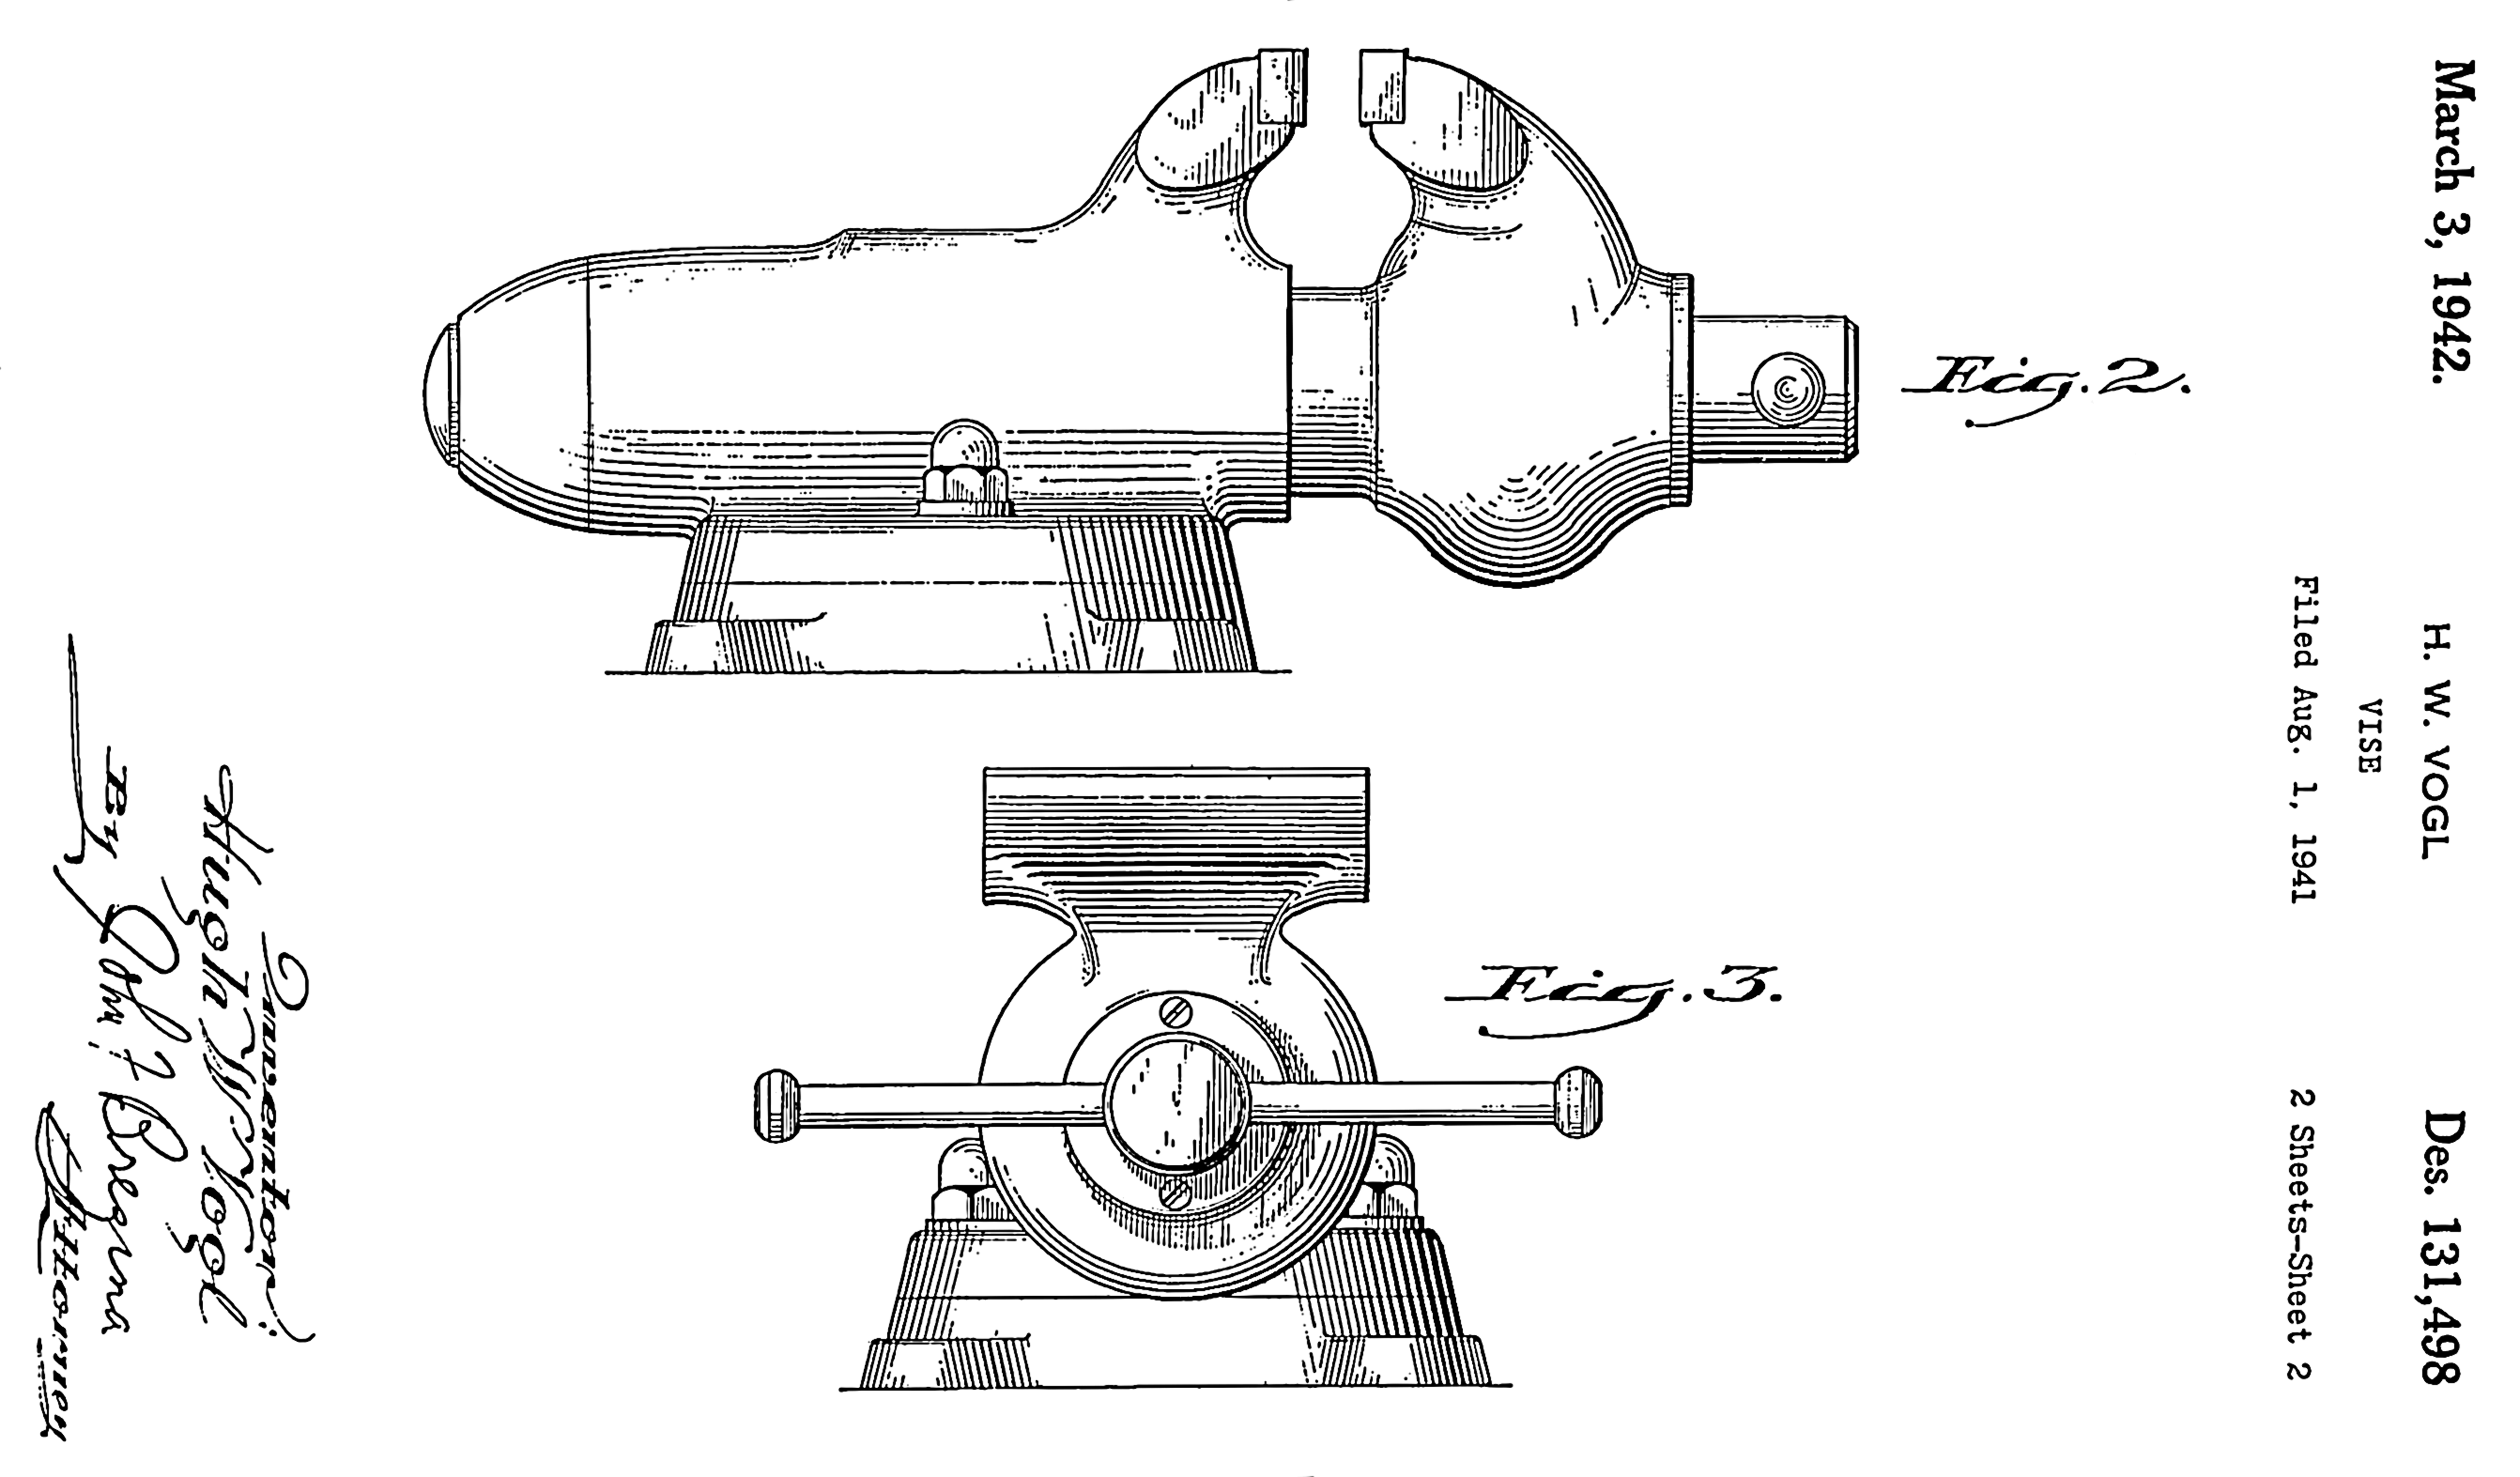 March 3, 1942.
H. W. VOGL
Des. 131,498
VISE
Filed Aug. 1, 1941
2 Sheets-Sheet 2
Fig. 2.
Fig. 3.
Inventor:
Hugh W. Vogl
By John F. Brezina
Attorney